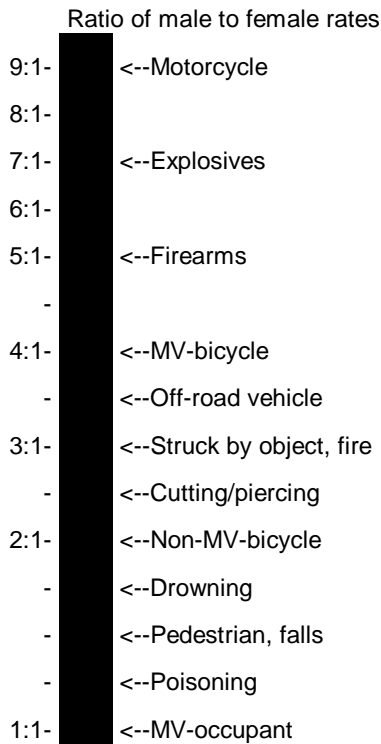 Ratio of male to female rates
9:1- <--Motorcycle
8:1-
7:1- <--Explosives
6:1-
5:1- <--Firearms
-
4:1- <--MV-bicycle
- <--Off-road vehicle
3:1- <--Struck by object, fire
- <--Cutting/piercing
2:1- <--Non-MV-bicycle
- <--Drowning
- <--Pedestrian, falls
- <--Poisoning
1:1- <--MV-occupant